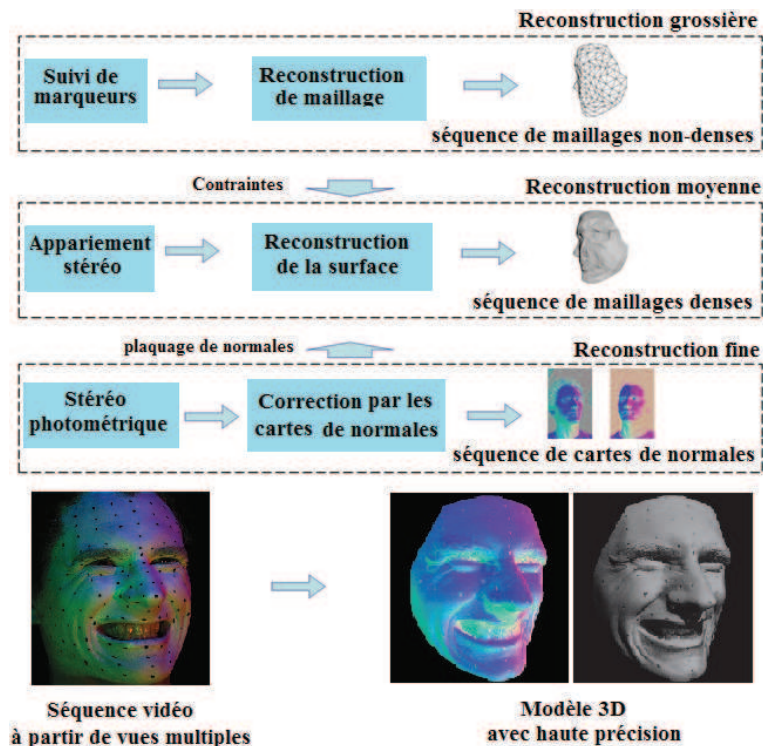 Reconstruction grossière
Suivi de
marqueurs
Reconstruction
de maillage
séquence de maillages non-denses
Contraintes
Reconstruction moyenne
Appariement
stéréo
Reconstruction
de la surface
séquence de maillages denses
plaquage de normales
Reconstruction fine
Stéréo
photométrique
Correction par les
cartes de normales
séquence de cartes de normales
Séquence vidéo
à partir de vues multiples
Modèle 3D
avec haute précision